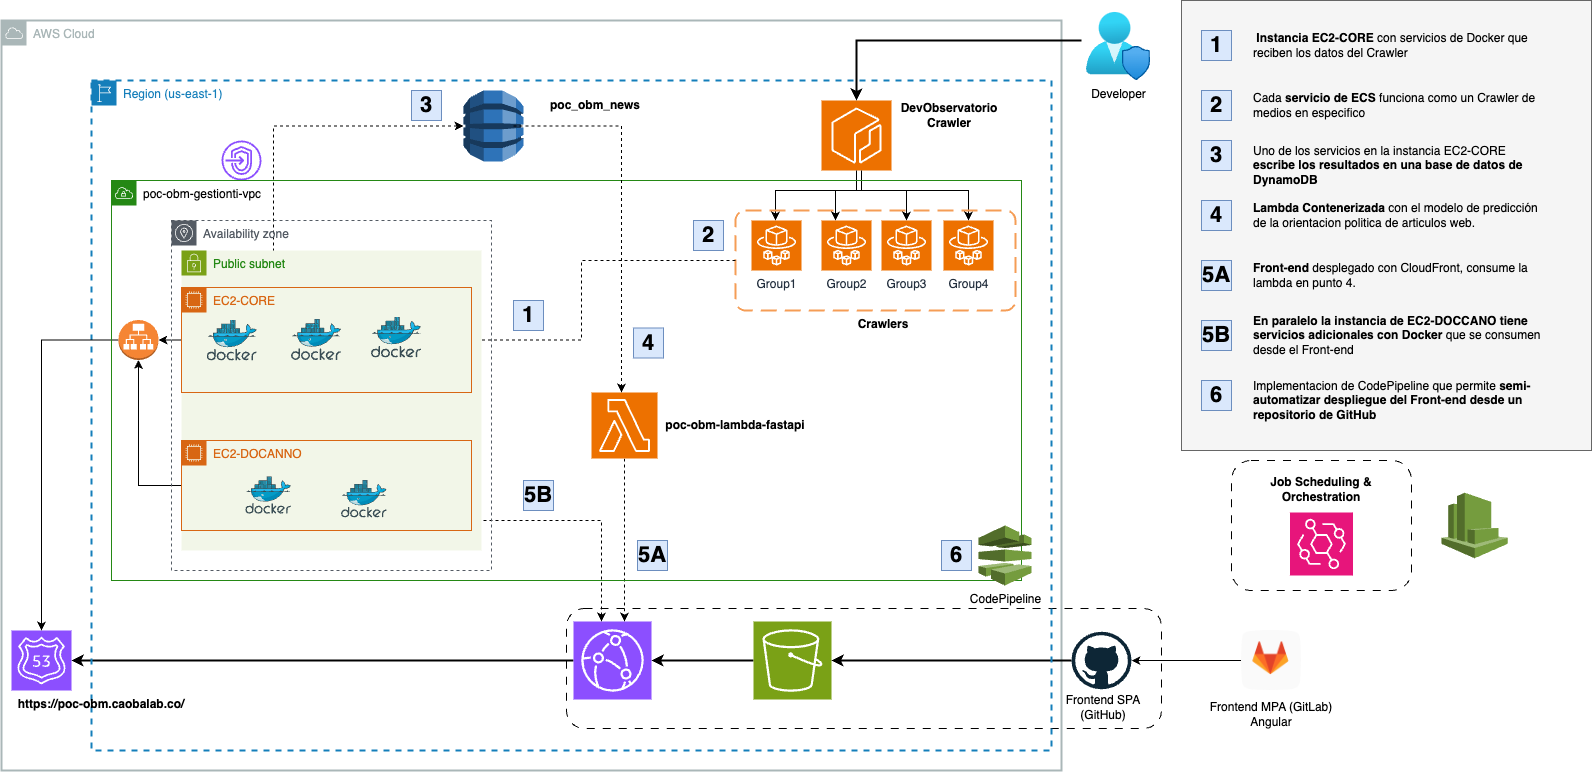 AWS Cloud
Region (us-east-1)
3
poc_obm_news
DevObservatorio
Crawler
Developer
poc-obm-gestionti-vpc
Availability zone
Public subnet
EC2-CORE
docker
docker
docker
1
2
Group1
Group2
Group3
Group4
Crawlers
4
poc-obm-lambda-fastapi
EC2-DOCANNO
docker
docker
5B
5A
6
CodePipeline
53
https://poc-obm.caobalab.co/
Frontend SPA
(GitHub)
Frontend MPA (GitLab)
Angular
1
Instancia EC2-CORE con servicios de Docker que
reciben los datos del Crawler
2
Cada servicio de ECS funciona como un Crawler de
medios en especifico
3
Uno de los servicios en la instancia EC2-CORE
escribe los resultados en una base de datos de
DynamoDB
4
Lambda Contenerizada con el modelo de predicción
de la orientacion politica de articulos web.
5A
Front-end desplegado con CloudFront, consume la
lambda en punto 4.
5B
En paralelo la instancia de EC2-DOCCANO tiene
servicios adicionales con Docker que se consumen
desde el Front-end
6
Implementacion de CodePipeline que permite semi-
automatizar despliegue del Front-end desde un
repositorio de GitHub
Job Scheduling &
Orchestration